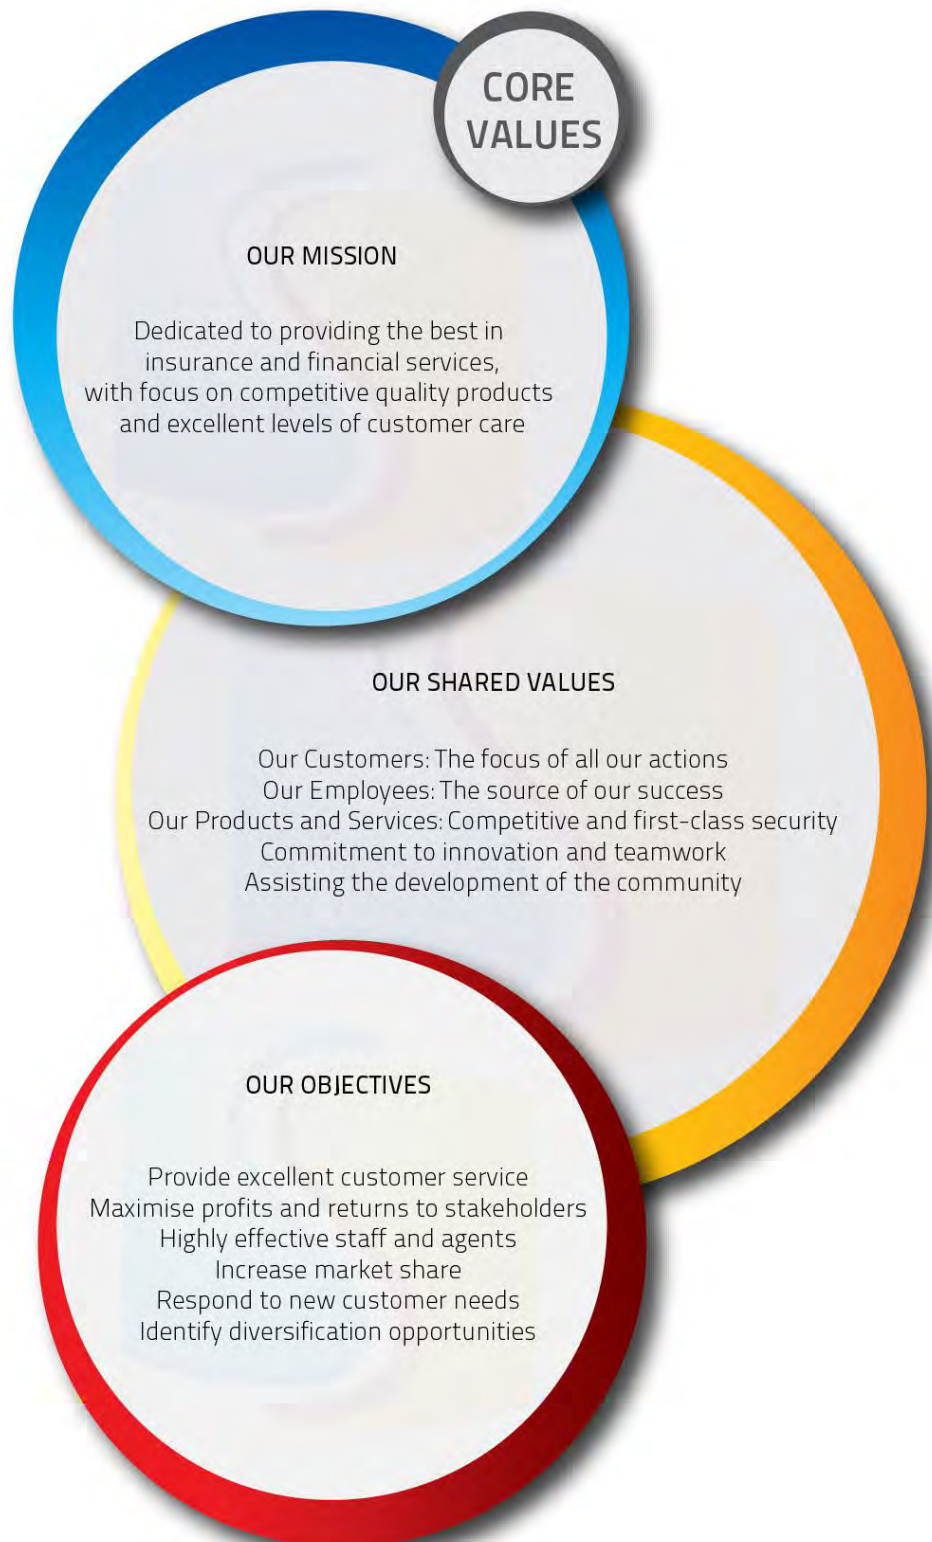 CORE
VALUES
OUR MISSION
Dedicated to providing the best in
insurance and financial services,
with focus on competitive quality products
and excellent levels of customer care
OUR SHARED VALUES
Our Customers: The focus of all our actions
Our Employees: The source of our success
Our Products and Services: Competitive and first-class security
Commitment to innovation and teamwork
Assisting the development of the community
OUR OBJECTIVES
Provide excellent customer service
Maximise profits and returns to stakeholders
Highly effective staff and agents
Increase market share
Respond to new customer needs
Identify diversification opportunities